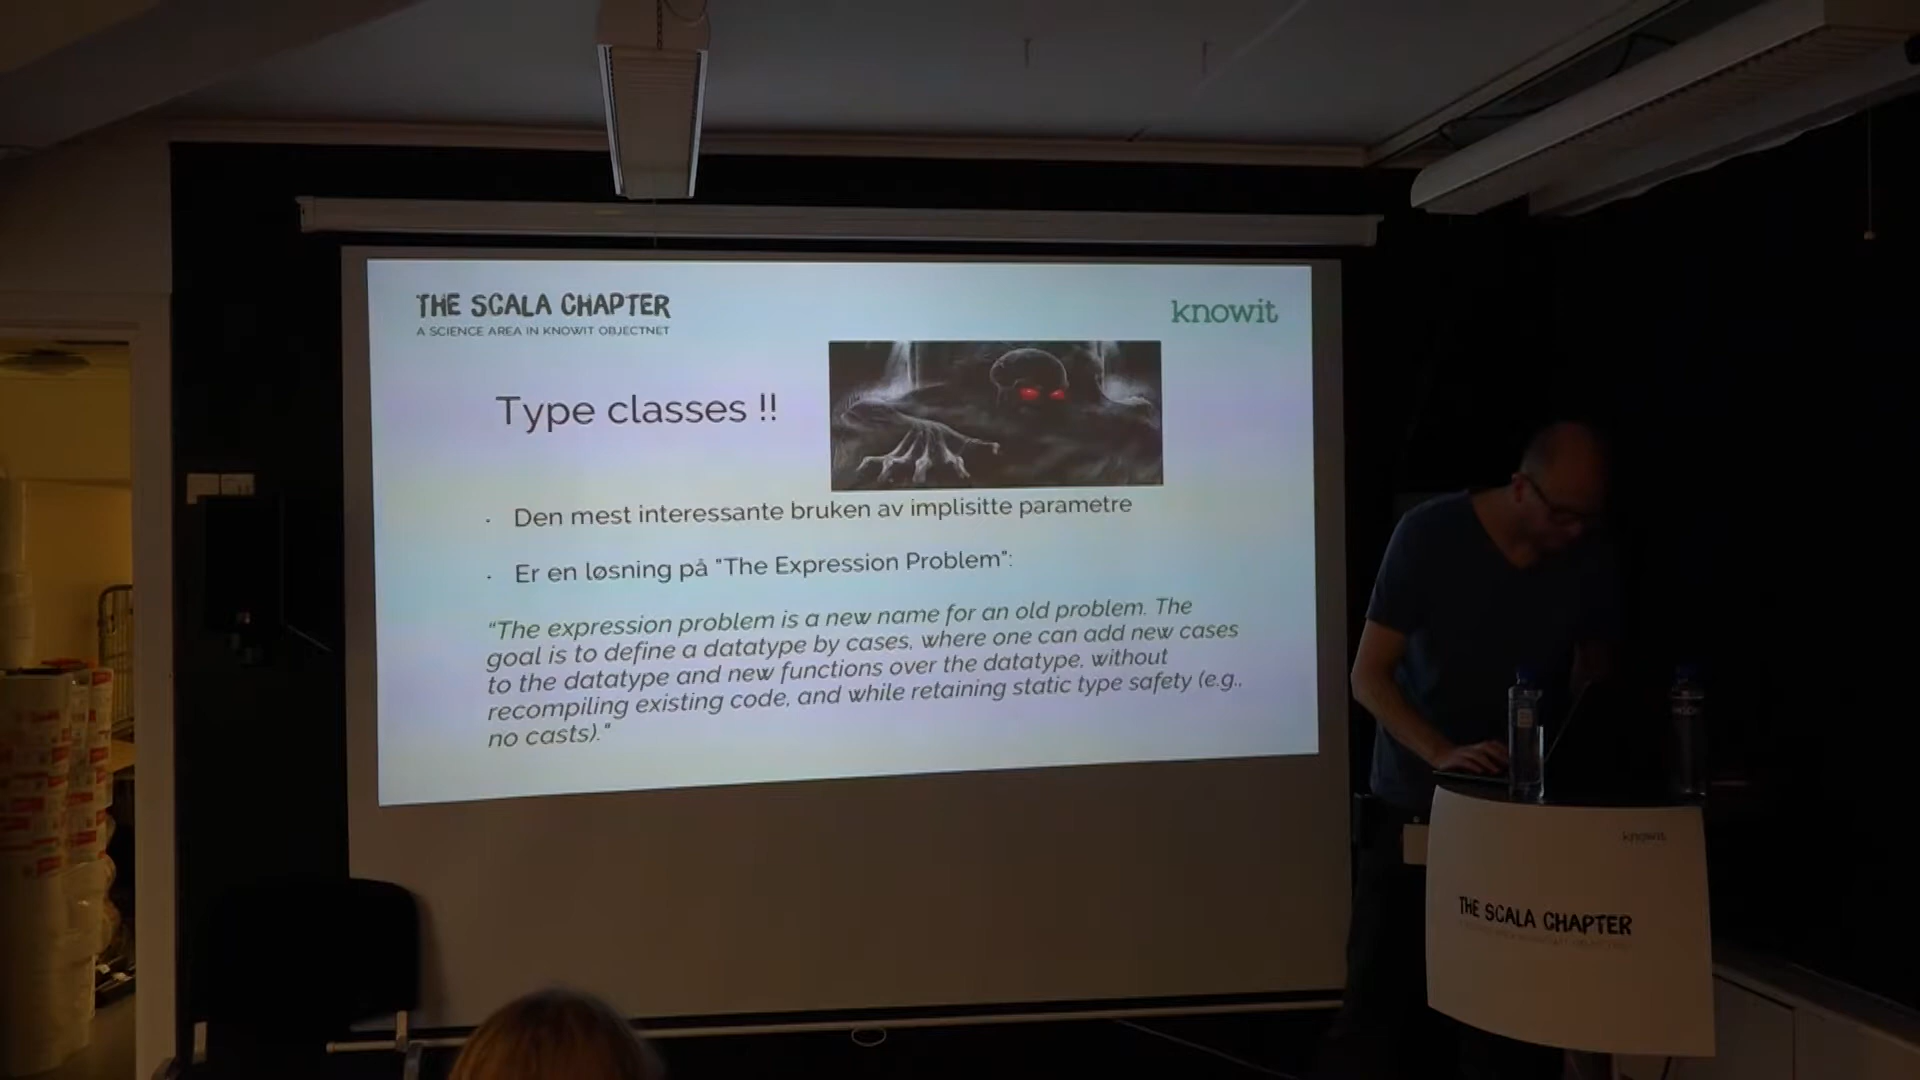 THE SCALA CHAPTER
A SCIENCE AREA IN KNOWIT OBJECTNET
knowit
Type classes !!
· Den mest interessante bruken av implisitte parametre
· Er en løsning på "The Expression Problem":
"The expression problem is a new name for an old problem. The
goal is to define a datatype by cases, where one can add new cases
to the datatype and new functions over the datatype, without
recompiling existing code, and while retaining static type safety (e.g.,
no casts)."
knowit
THE SCALA CHAPTER